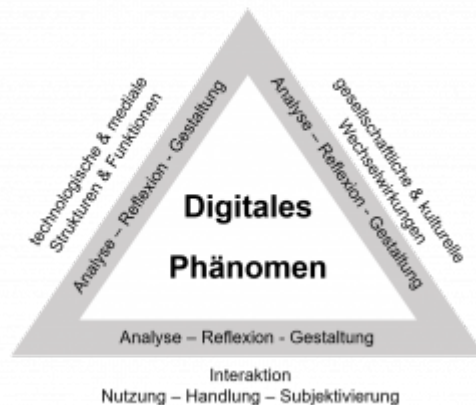 technologische & mediale
Strukturen & Funktionen
Analyse – Reflexion - Gestaltung
gesellschaftliche & kulturelle
Wechselwirkungen
Analyse – Reflexion - Gestaltung
Digitales
Phänomen
Analyse – Reflexion - Gestaltung
Interaktion
Nutzung – Handlung – Subjektivierung